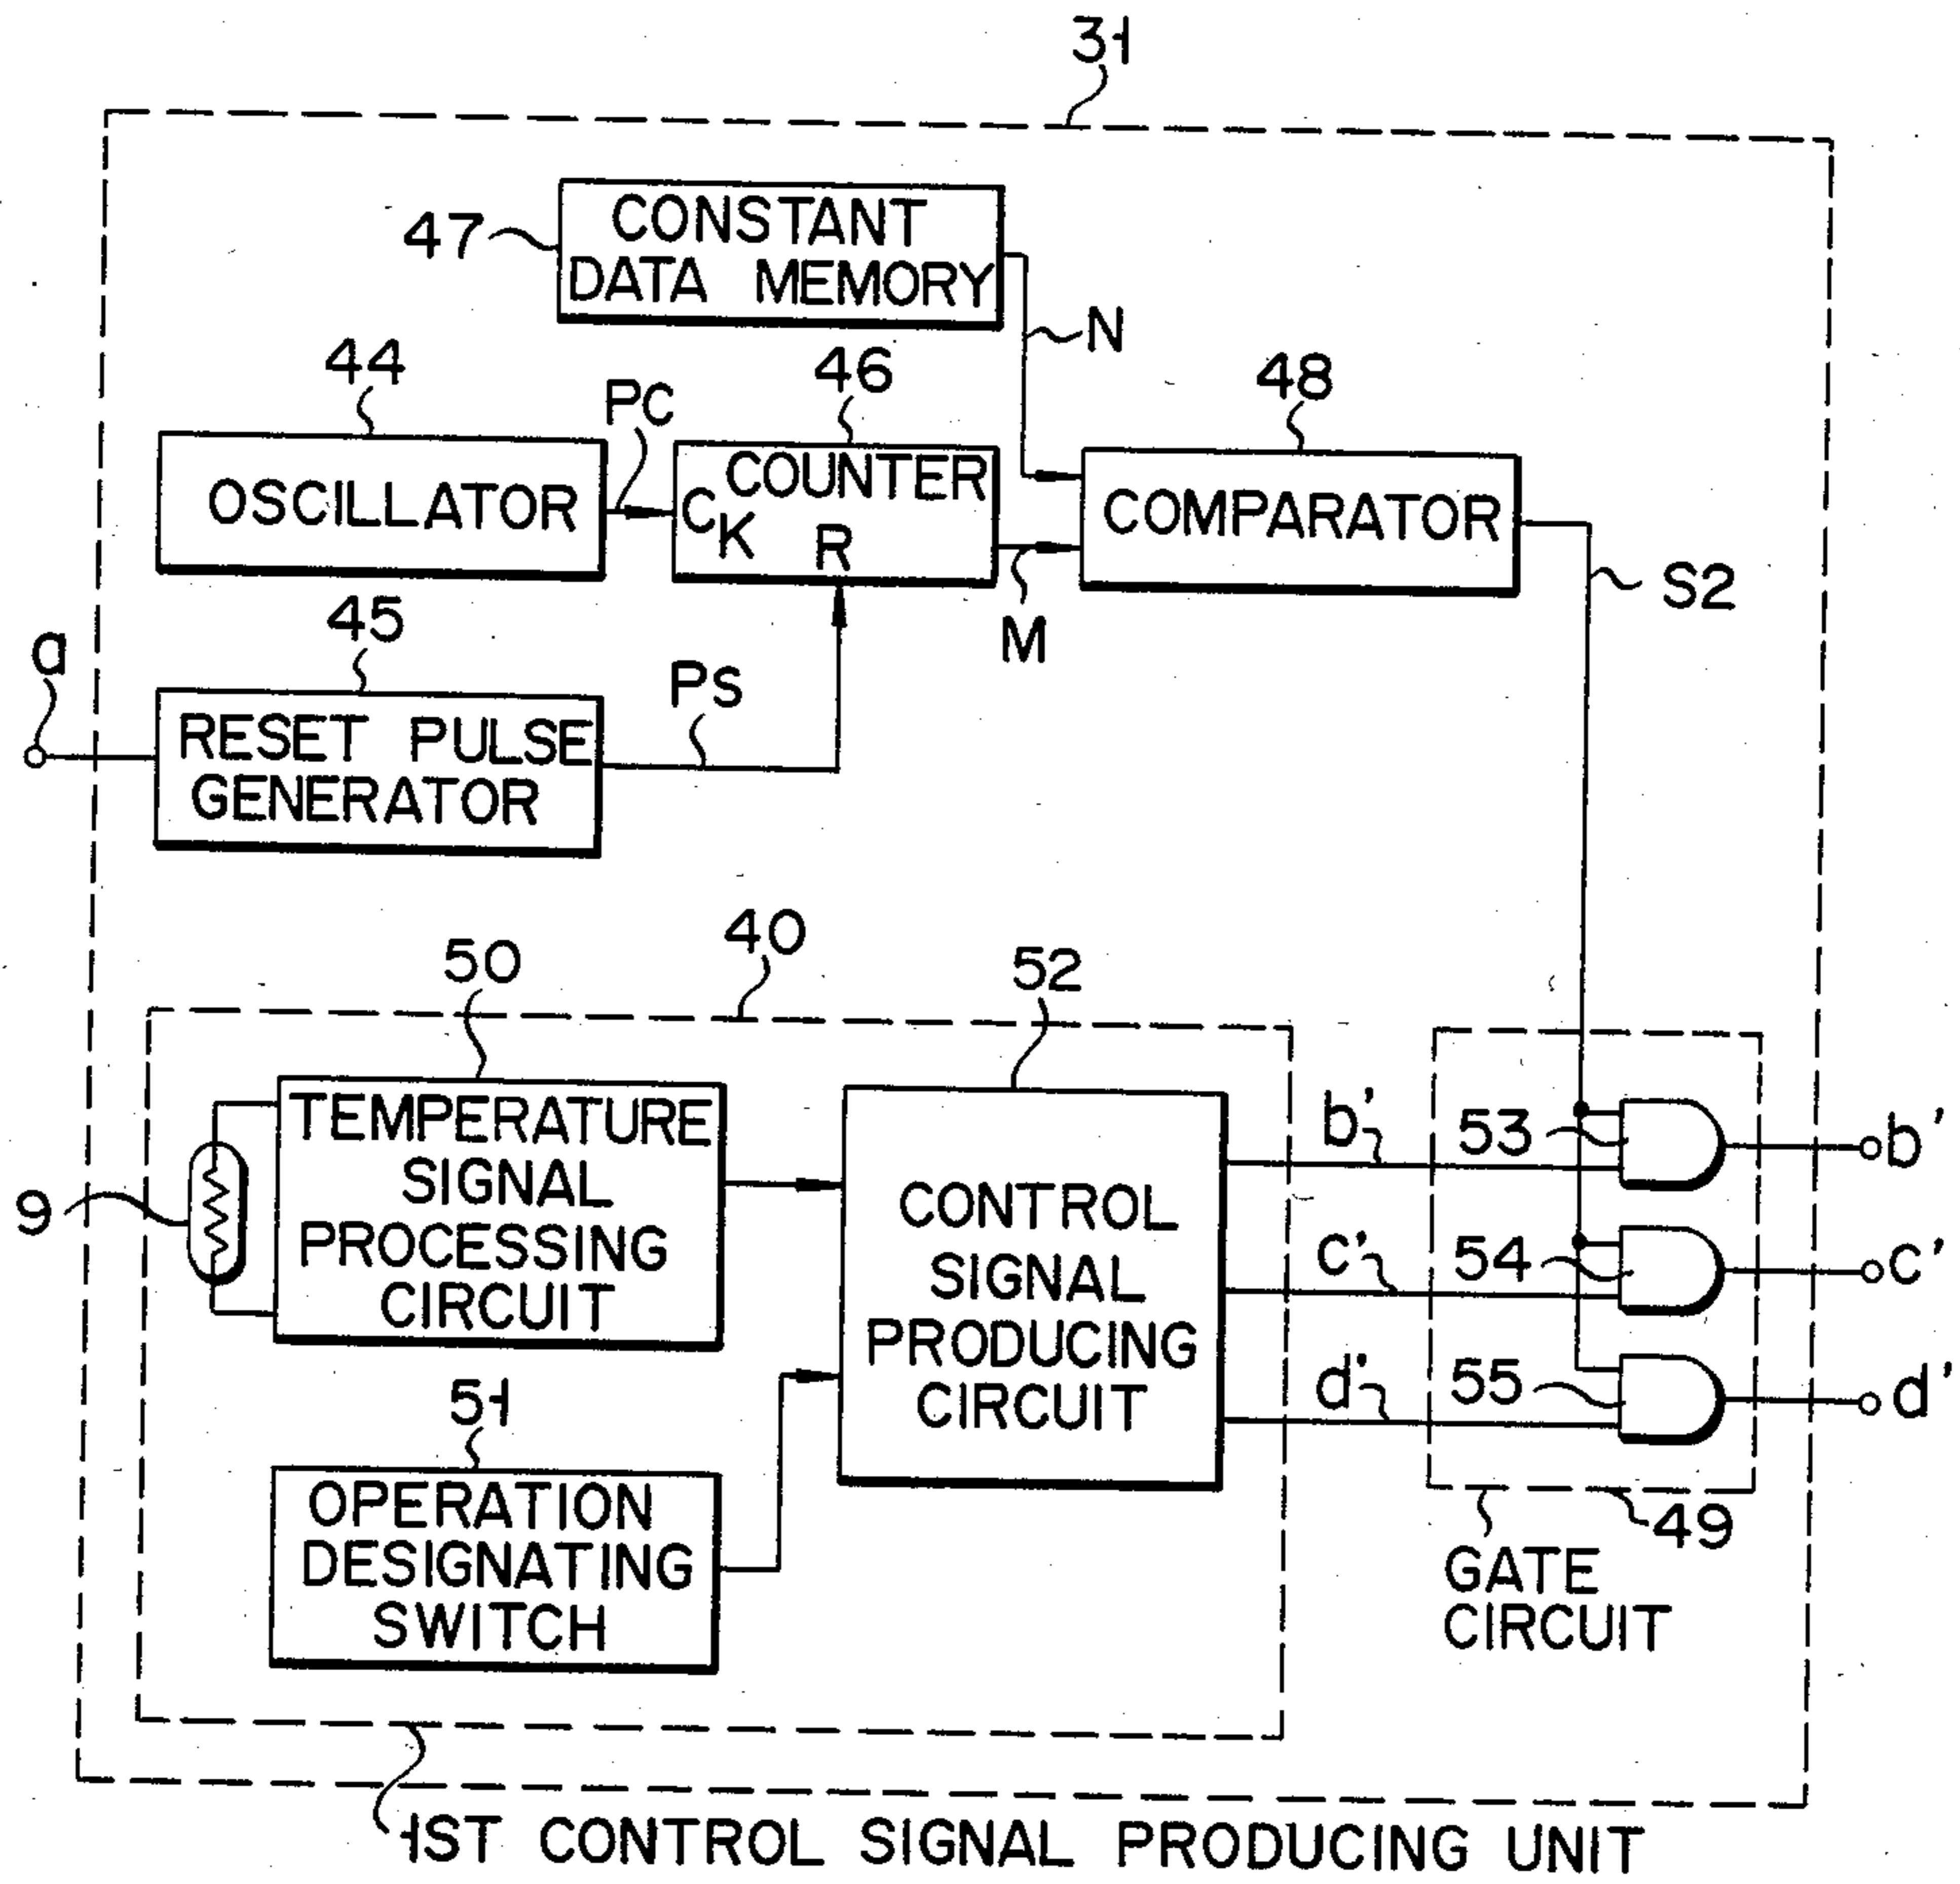 31
CONSTANT
DATA MEMORY
47
N
44
PC
46
48
OSCILLATOR
COUNTER
CK
R
COMPARATOR
M
S2
a
45
PS
RESET PULSE
GENERATOR
50
40
52
TEMPERATURE
SIGNAL
PROCESSING
CIRCUIT
9
CONTROL
SIGNAL
PRODUCING
CIRCUIT
b'
53
b'
c'
54
c'
d'
55
d'
51
OPERATION
DESIGNATING
SWITCH
49
GATE
CIRCUIT
1ST CONTROL SIGNAL PRODUCING UNIT